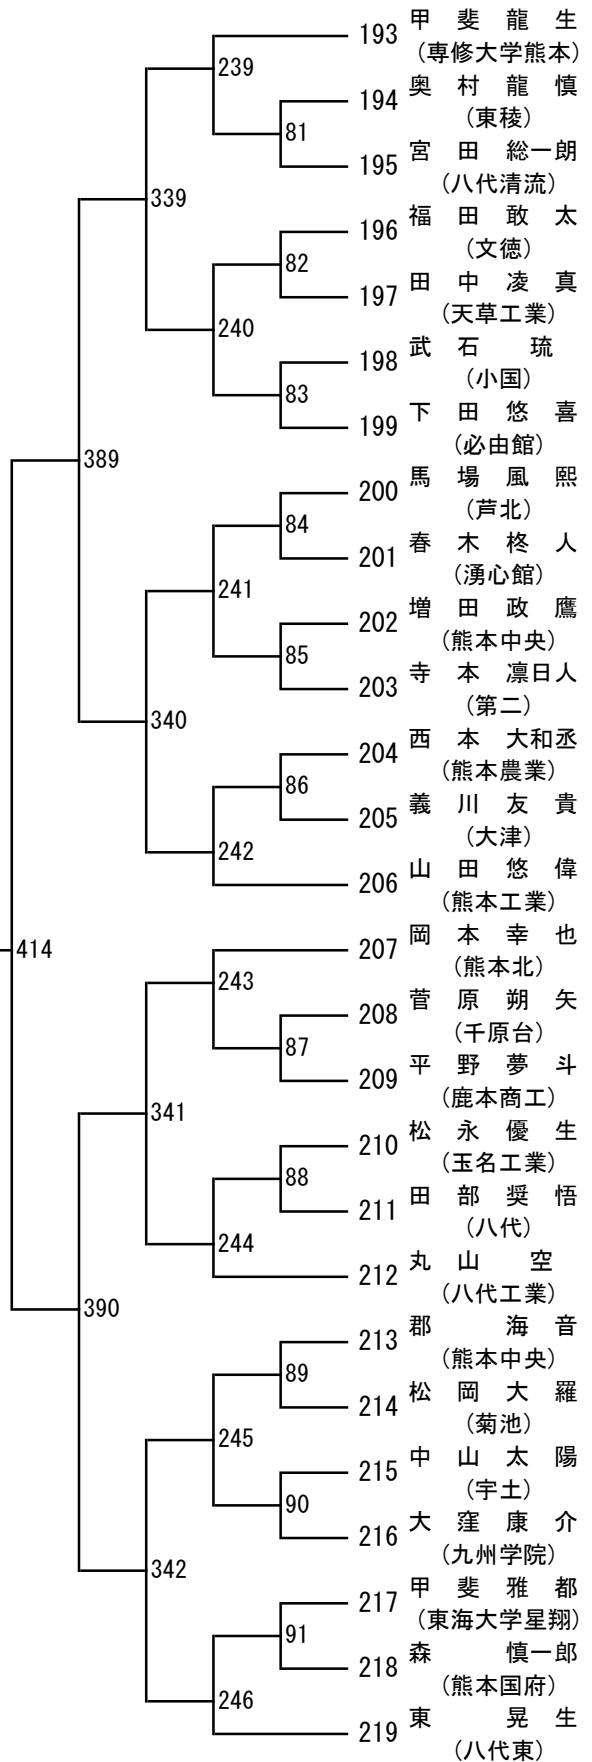 193 甲斐龍生
(専修大学熊本)
239
194 奥村龍慎
(東稜)
81
195 宮田総一朗
(八代清流)
339
196 福田敢太
(文徳)
82
197 田中凌真
(天草工業)
240
198 武石琉
(小国)
83
199 下田悠喜
(必由館)
389
200 馬場風熙
(芦北)
84
201 春木柊人
(湧心館)
241
202 増田政鷹
(熊本中央)
85
203 寺本凛日人
(第二)
340
204 西本大和丞
(熊本農業)
86
205 義川友貴
(大津)
242
206 山田悠偉
(熊本工業)
414
207 岡本幸也
(熊本北)
243
208 菅原朔矢
(千原台)
87
209 平野夢斗
(鹿本商工)
341
210 松永優生
(玉名工業)
88
211 田部奨悟
(八代)
244
212 丸山空
(八代工業)
390
213 郡海音
(熊本中央)
89
214 松岡大羅
(菊池)
245
215 中山太陽
(宇土)
90
216 大窪康介
(九州学院)
342
217 甲斐雅都
(東海大学星翔)
91
218 森慎一郎
(熊本国府)
246
219 東晃生
(八代東)